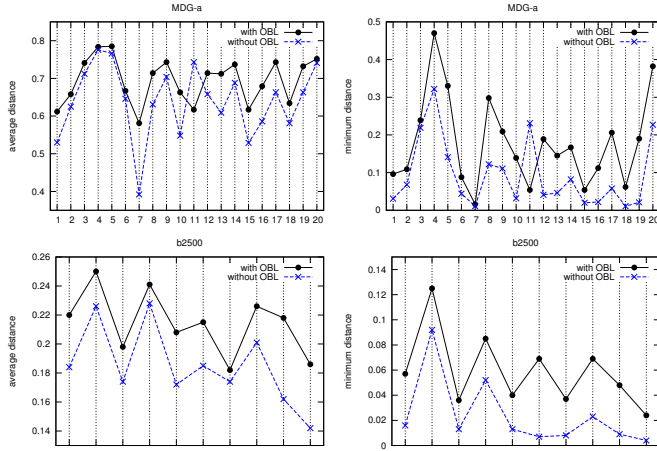 MDG-a
with OBL
without OBL
average distance
0.8
0.7
0.6
0.5
0.4
1 2 3 4 5 6 7 8 9 10 11 12 13 14 15 16 17 18 19 20
MDG-a
with OBL
without OBL
minimum distance
0.5
0.4
0.3
0.2
0.1
0
1 2 3 4 5 6 7 8 9 10 11 12 13 14 15 16 17 18 19 20
b2500
with OBL
without OBL
average distance
0.26
0.24
0.22
0.2
0.18
0.16
0.14
b2500
with OBL
without OBL
minimum distance
0.14
0.12
0.1
0.08
0.06
0.04
0.02
0